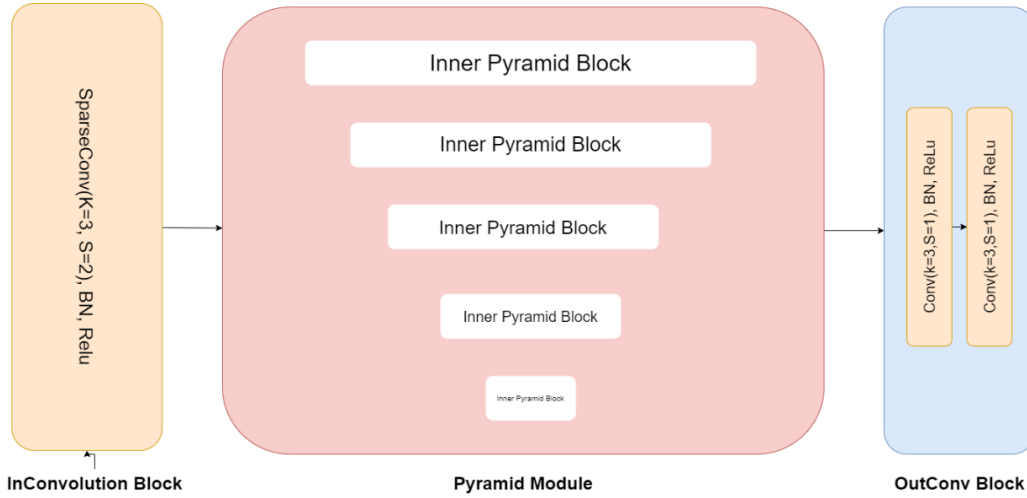 SparseConv(K=3, S=2), BN, Relu
Inner Pyramid Block
Inner Pyramid Block
Inner Pyramid Block
Inner Pyramid Block
Inner Pyramid Block
Conv(k=3,S=1), BN, ReLu
Conv(k=3,S=1), BN, ReLu
InConvolution Block
Pyramid Module
OutConv Block